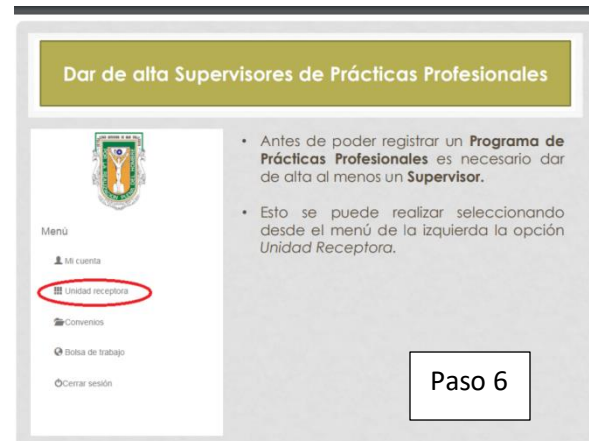 Dar de alta Supervisores de Prácticas Profesionales
• Antes de poder registrar un Programa de
Prácticas Profesionales es necesario dar
de alta al menos un Supervisor.
• Esto se puede realizar seleccionando
desde el menú de la izquierda la opción
Unidad Receptora.
Menú
Mi cuenta
Unidad receptora
Convenios
Bolsa de trabajo
Cerrar sesión
Paso 6